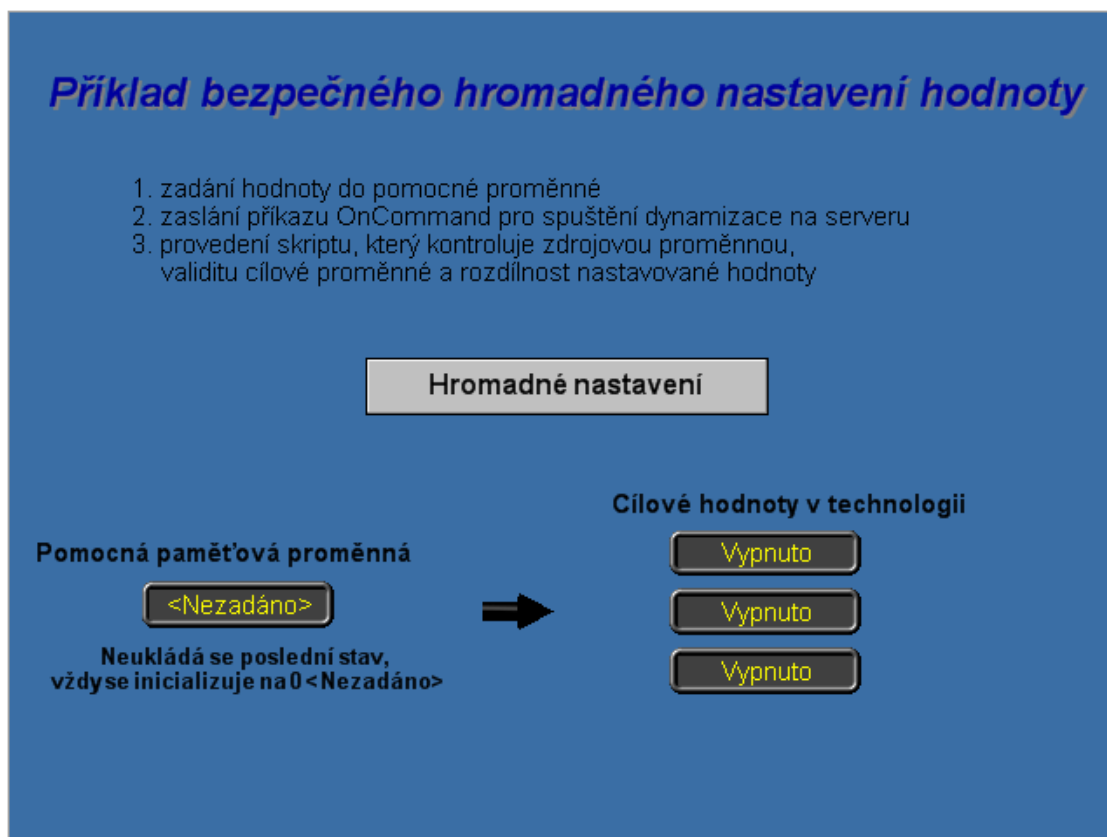 Příklad bezpečného hromadného nastavení hodnoty
1. zadání hodnoty do pomocné proměnné
2. zaslání příkazu OnCommand pro spuštění dynamizace na serveru
3. provedení skriptu, který kontroluje zdrojovou proměnnou,
validitu cílové proměnné a rozdílnost nastavované hodnoty
Hromadné nastavení
Cílové hodnoty v technologii
Vypnuto
Pomocná paměťová proměnná
<Nezadáno>
Vypnuto
Neukládá se poslední stav,
vždy se inicializuje na 0 <Nezadáno>
Vypnuto